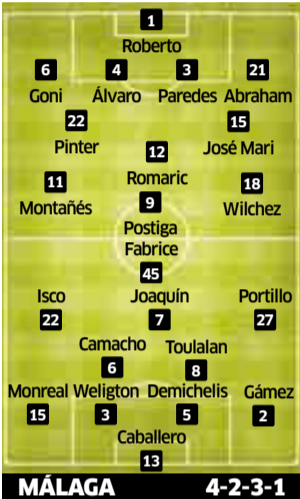 1
Roberto
6 4 3 21
Goni Álvaro Paredes Abraham
22 15
Pinter José Mari
12
Romaric
11 18
Montañés Wilchez
9
Postiga
Fabrice
45
Isco Joaquín Portillo
22 7 27
Camacho Toulalan
6 8
Monreal Weligton Demichelis Gámez
15 3 5 2
Caballero
13
MÁLAGA 4-2-3-1